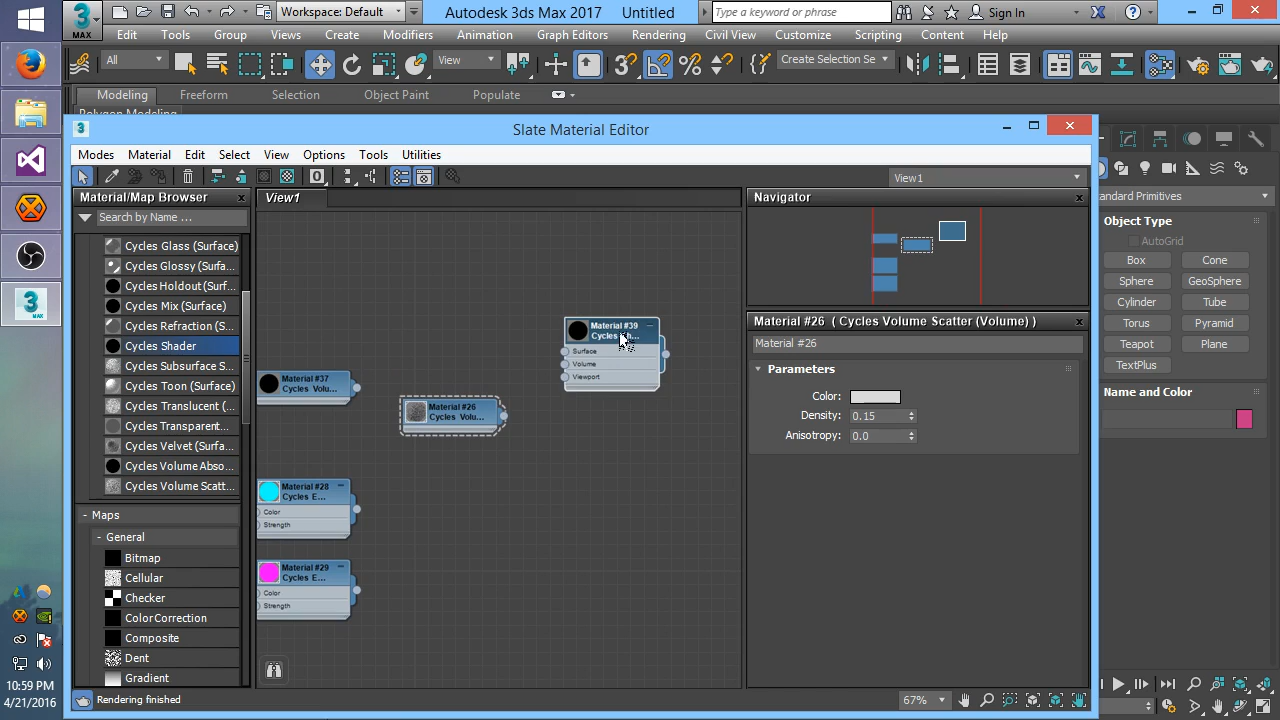 MAX
Workspace: Default
Autodesk 3ds Max 2017 Untitled
Type a keyword or phrase
Sign In
Edit Tools Group Views Create Modifiers Animation Graph Editors Rendering Civil View Customize Scripting Content Help
All
View
Create Selection Se
Modeling Freeform Selection Object Paint Populate
Polygon Modeling
3
Slate Material Editor
Modes Material Edit Select View Options Tools Utilities
0
View1
Material/Map Browser
View1
Navigator
Search by Name ...
Cycles Glass (Surface)
Cycles Glossy (Surfa...
Cycles Holdout (Surf...
Cycles Mix (Surface)
Cycles Refraction (S...
Cycles Shader
Cycles Subsurface S...
Cycles Toon (Surface)
Cycles Translucent (...
Cycles Transparent...
Cycles Velvet (Surfa...
Cycles Volume Abso...
Cycles Volume Scatt...
- Maps
- General
Bitmap
Cellular
Checker
ColorCorrection
Composite
Dent
Gradient
Material #39
Surface
Volume
Viewport
Material #37
Cycles Volu...
Material #26
Cycles Volu...
Material #28
Cycles E...
Color
Strength
Material #29
Cycles E...
Color
Strength
Material #26 ( Cycles Volume Scatter (Volume) )
Material #26
Parameters
Color:
Density: 0.15
Anisotropy: 0.0
tandard Primitives
Object Type
AutoGrid
Box Cone
Sphere GeoSphere
Cylinder Tube
Torus Pyramid
Teapot Plane
TextPlus
Name and Color
Rendering finished
67%
3
MAX
10:59 PM
4/21/2016